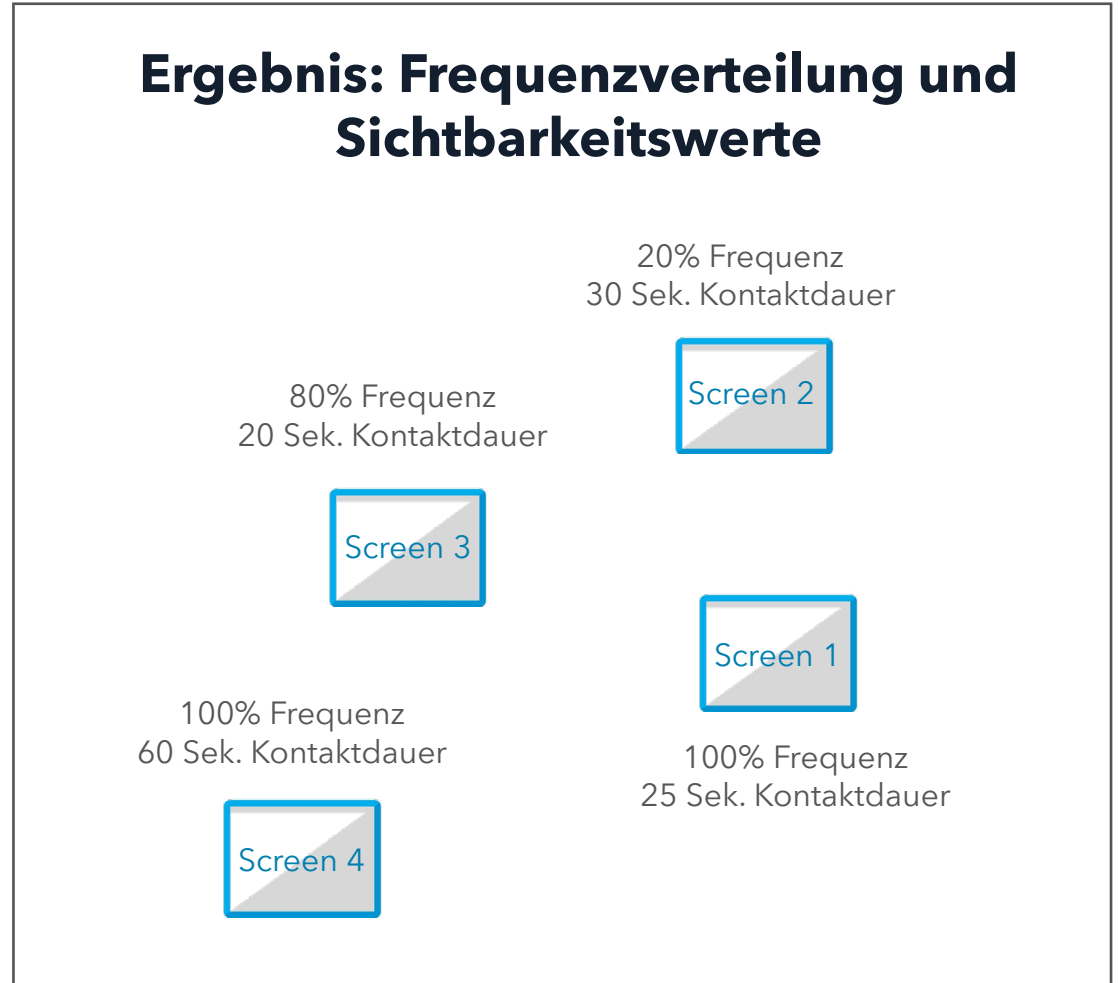 Ergebnis: Frequenzverteilung und
Sichtbarkeitswerte
20% Frequenz
30 Sek. Kontaktdauer
Screen 2
80% Frequenz
20 Sek. Kontaktdauer
Screen 3
Screen 1
100% Frequenz
25 Sek. Kontaktdauer
100% Frequenz
60 Sek. Kontaktdauer
Screen 4